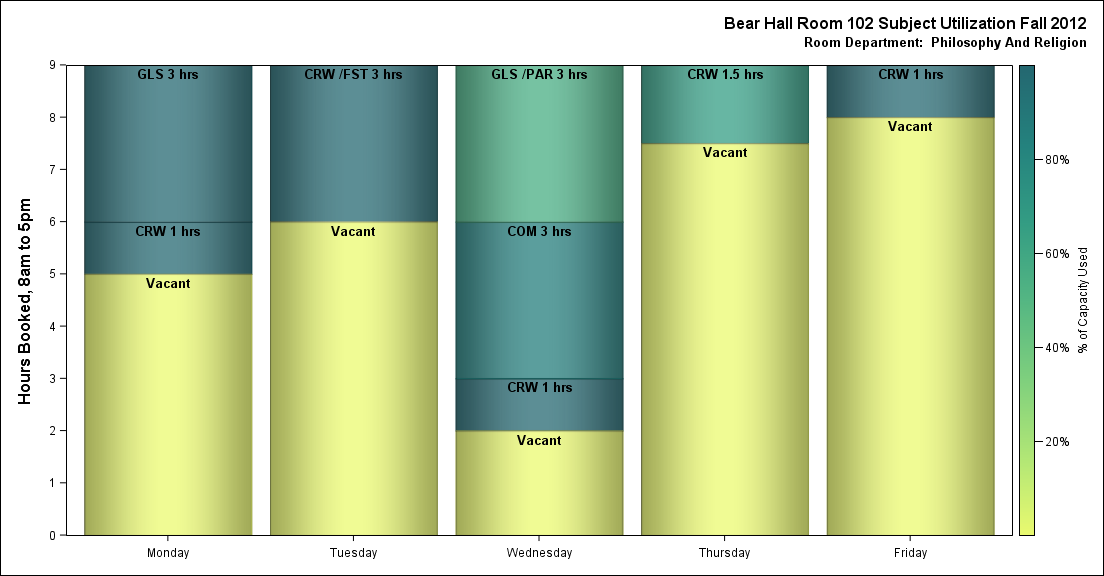 Bear Hall Room 102 Subject Utilization Fall 2012
Room Department:  Philosophy And Religion
Hours Booked, 8am to 5pm
9
8
7
6
5
4
3
2
1
0
GLS 3 hrs
CRW 1 hrs
Vacant
CRW /FST 3 hrs
Vacant
GLS /PAR 3 hrs
COM 3 hrs
CRW 1 hrs
Vacant
CRW 1.5 hrs
Vacant
CRW 1 hrs
Vacant
Monday
Tuesday
Wednesday
Thursday
Friday
80%
60%
40%
20%
% of Capacity Used